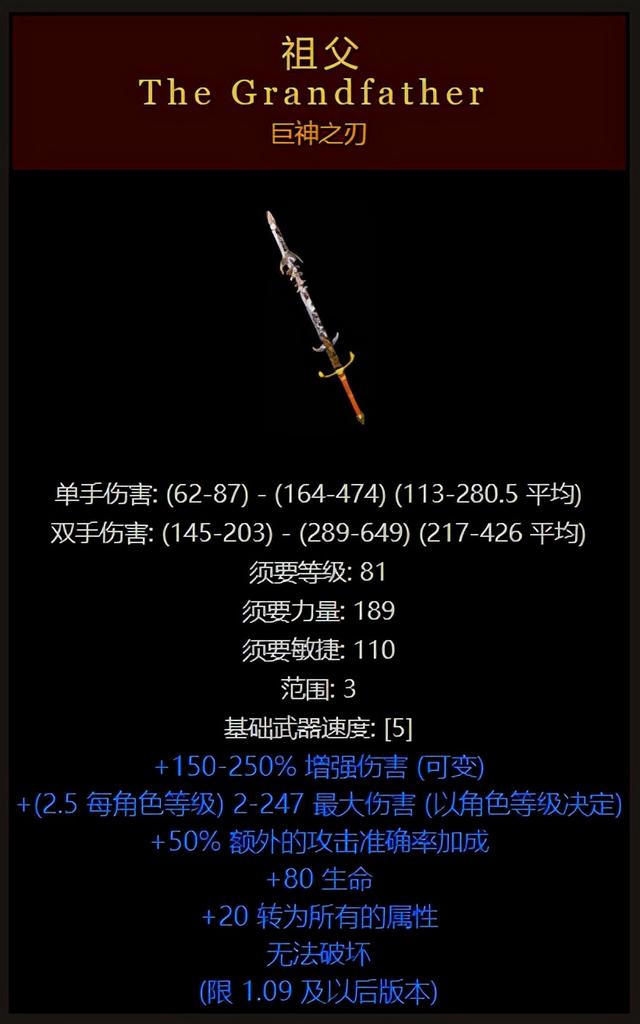 祖父
The Grandfather
巨神之刃
单手伤害: (62-87) - (164-474) (113-280.5 平均)
双手伤害: (145-203) - (289-649) (217-426 平均)
须要等级: 81
须要力量: 189
须要敏捷: 110
范围: 3
基础武器速度: [5]
+150-250% 增强伤害 (可变)
+(2.5 每角色等级) 2-247 最大伤害 (以角色等级决定)
+50% 额外的攻击准确率加成
+80 生命
+20 转为所有的属性
无法破坏
(限 1.09 及以后版本)